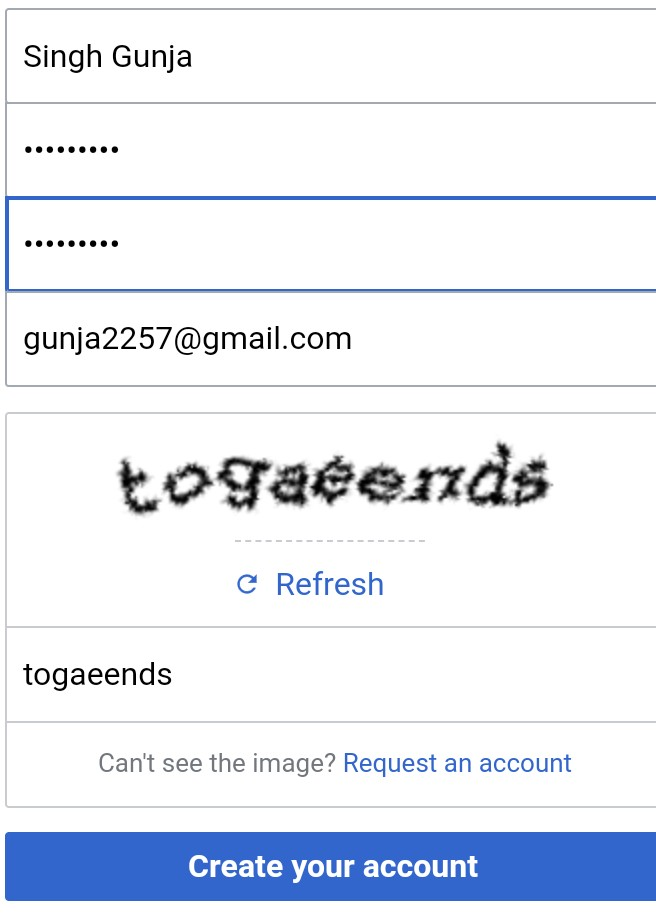 Singh Gunja
•••••••••
•••••••••
gunja2257@gmail.com
togaeends
Refresh
togaeends
Can't see the image? Request an account
Create your account